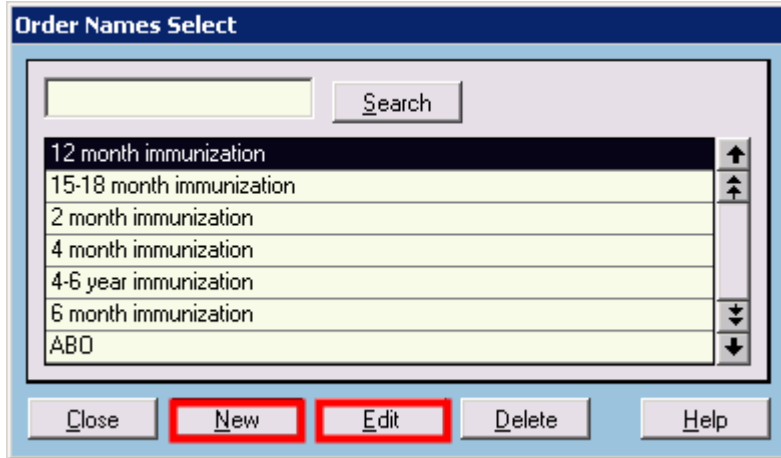 Order Names Select
Search
12 month immunization
15-18 month immunization
2 month immunization
4 month immunization
4-6 year immunization
6 month immunization
ABO
Close New Edit Delete Help